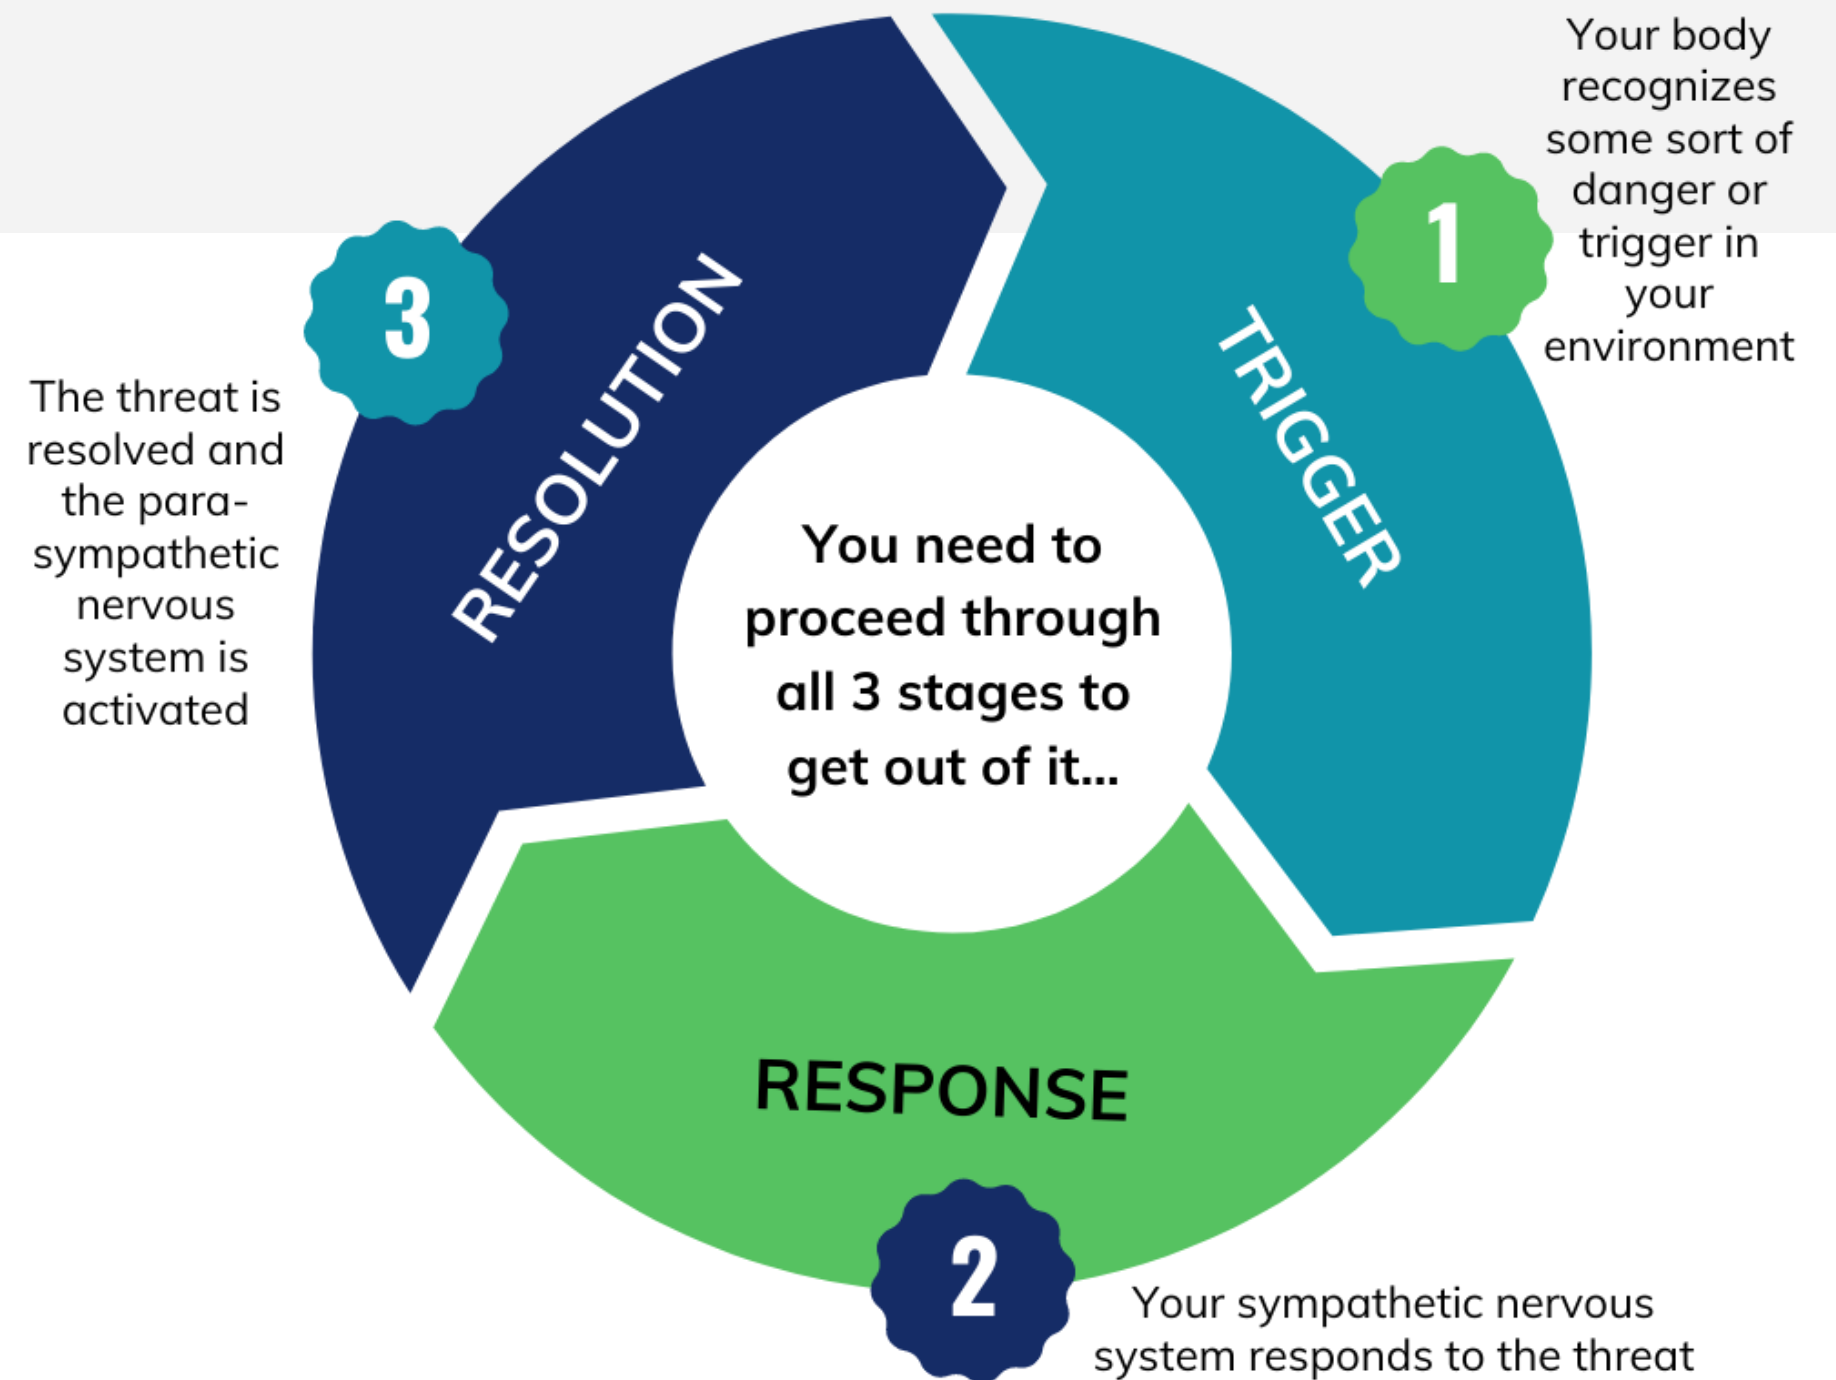 Your body
recognizes
some sort of
danger or
trigger in
your
environment
1
TRIGGER
RESPONSE
2
Your sympathetic nervous
system responds to the threat
3
RESOLUTION
The threat is
resolved and
the para-
sympathetic
nervous
system is
activated
You need to
proceed through
all 3 stages to
get out of it...